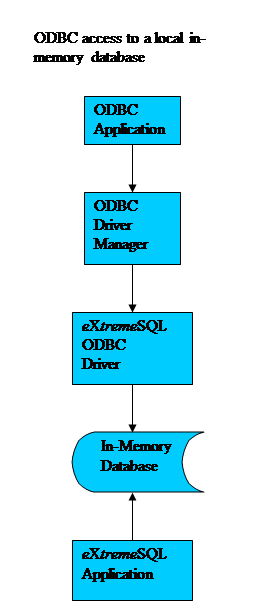 ODBC access to a local in-
memory database
ODBC
Application
ODBC
Driver
Manager
eXtremeSQL
ODBC
Driver
In-Memory
Database
eXtremeSQL
Application